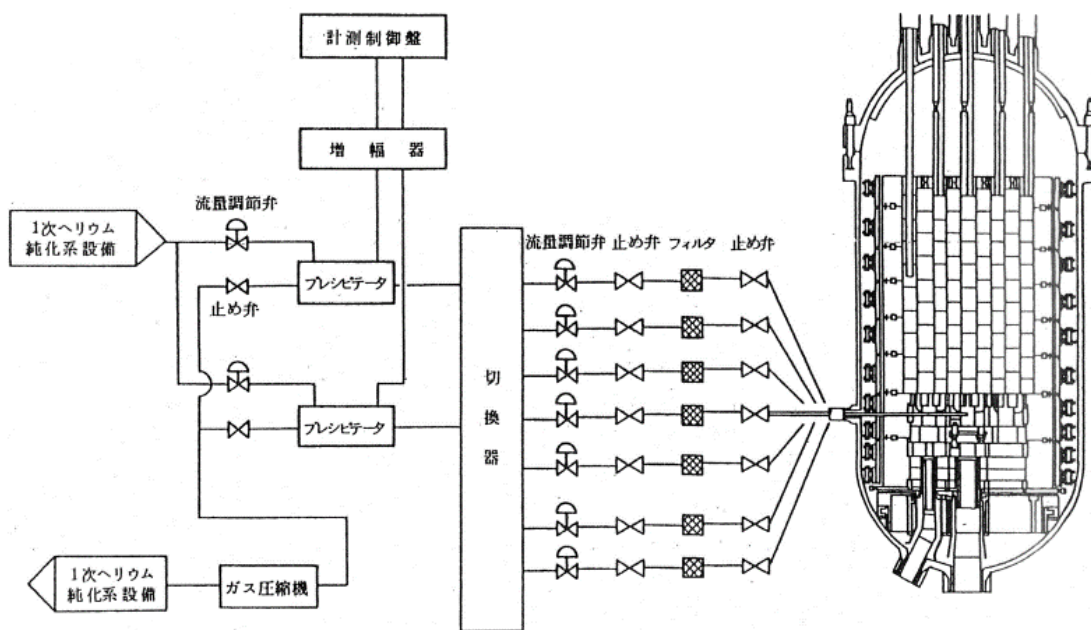 計測制御盤
増幅器
流量調節弁
1次ヘリウム
純化系設備
プレシピテータ
止め弁
流量調節弁 止め弁 フィルタ 止め弁
切換器
プレシピテータ
1次ヘリウム
純化系設備
ガス圧縮機